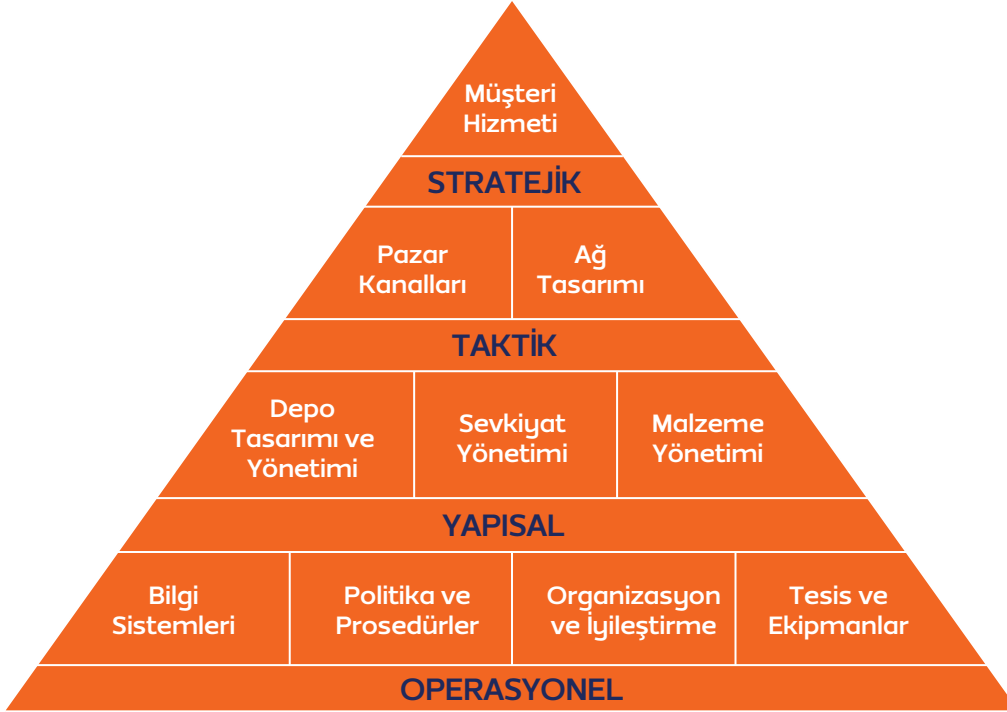 Müşteri
Hizmeti
STRATEJİK
Pazar
Kanalları
Ağ
Tasarımı
TAKTİK
Depo
Tasarımı ve
Yönetimi
Sevkiyat
Yönetimi
Malzeme
Yönetimi
YAPISAL
Bilgi
Sistemleri
Politika ve
Prosedürler
Organizasyon
ve İyileştirme
Tesis ve
Ekipmanlar
OPERASYONEL